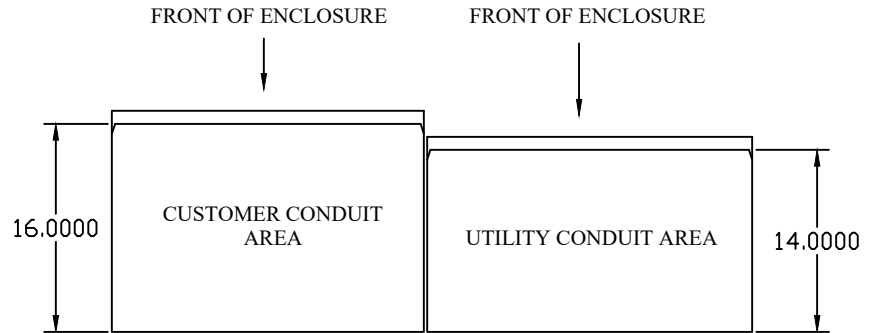 FRONT OF ENCLOSURE
FRONT OF ENCLOSURE
16.0000
CUSTOMER CONDUIT
AREA
UTILITY CONDUIT AREA
14.0000